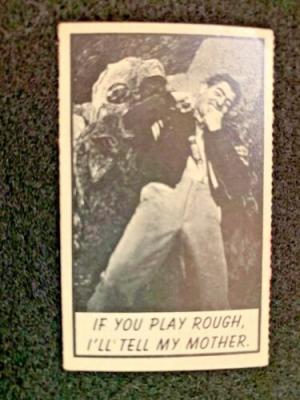 IF YOU PLAY ROUGH,
I'LL TELL MY MOTHER.